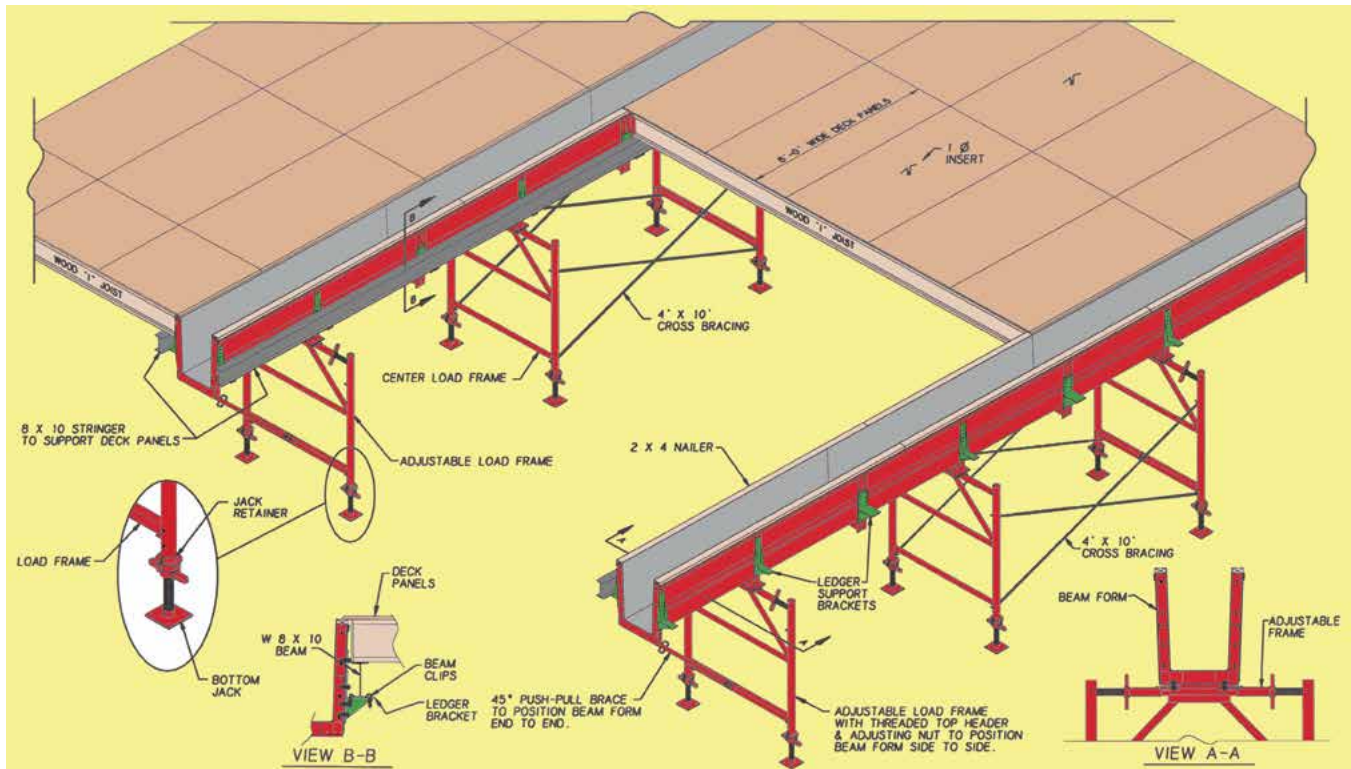 6'-0" WIDE DECK PANELS
1 Ø
INSERT
WOOD "I" JOIST
WOOD "I" JOIST
B
B
4' X 10'
CROSS BRACING
CENTER LOAD FRAME
8 X 10 STRINGER
TO SUPPORT DECK PANELS
ADJUSTABLE LOAD FRAME
2 X 4 NAILER
JACK
RETAINER
LOAD FRAME
BOTTOM
JACK
DECK
PANELS
W 8 X 10
BEAM
BEAM
CLIPS
LEDGER
BRACKET
VIEW B-B
A
A
LEDGER
SUPPORT
BRACKETS
4' X 10'
CROSS BRACING
45° PUSH-PULL BRACE
TO POSITION BEAM FORM
END TO END.
ADJUSTABLE LOAD FRAME
WITH THREADED TOP HEADER
& ADJUSTING NUT TO POSITION
BEAM FORM SIDE TO SIDE.
BEAM FORM
ADJUSTABLE
FRAME
VIEW A-A